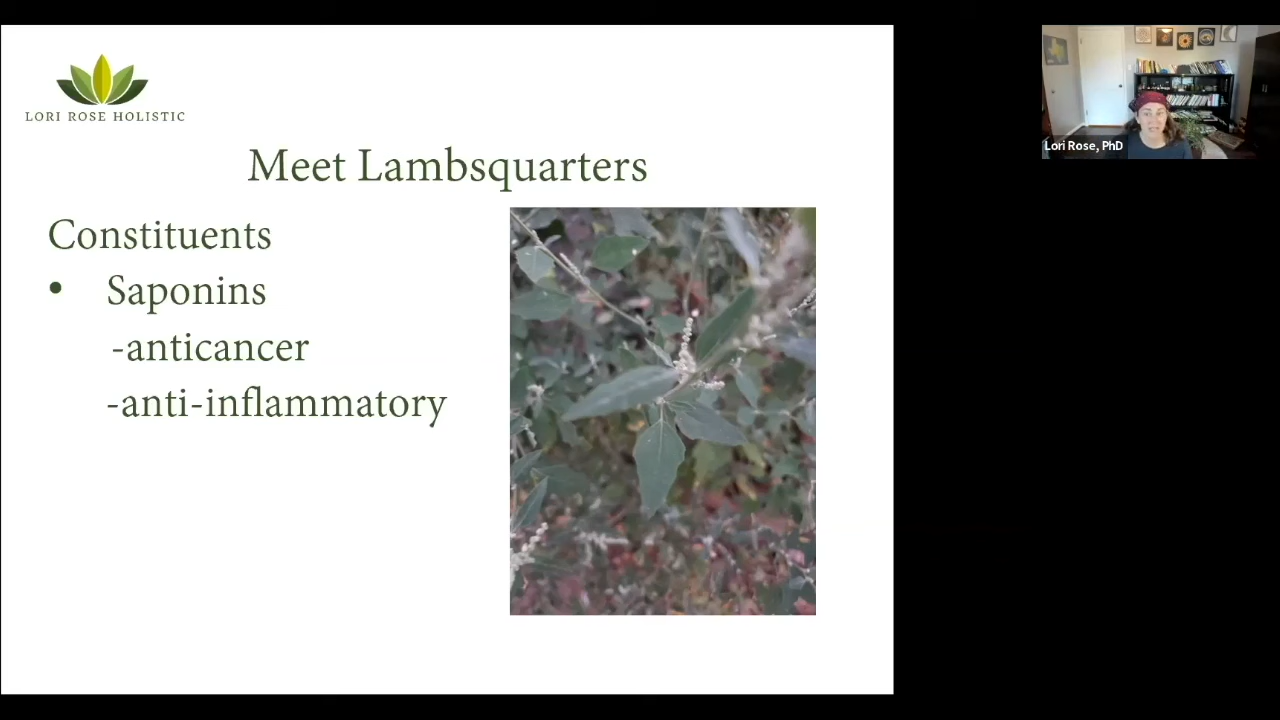 LORI ROSE HOLISTIC
Meet Lambsquarters
Constituents
• Saponins
-anticancer
-anti-inflammatory
Lori Rose, PhD